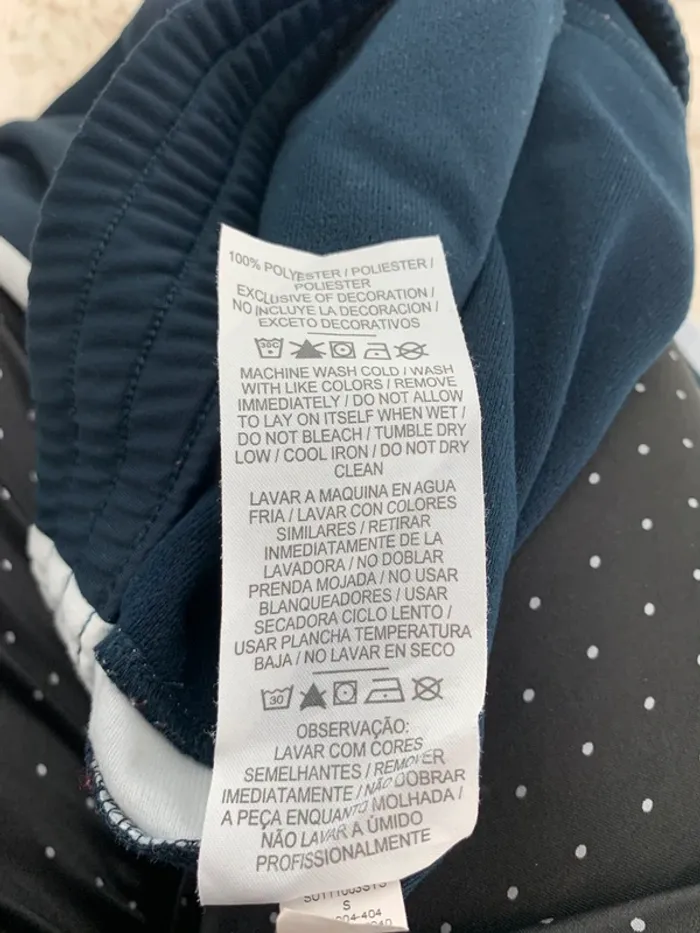 100% POLYESTER / POLIESTER /
POLIESTER
EXCLUSIVE OF DECORATION /
NO INCLUYE LA DECORACION /
EXCETO DECORATIVOS
30C
MACHINE WASH COLD / WASH
WITH LIKE COLORS / REMOVE
IMMEDIATELY / DO NOT ALLOW
TO LAY ON ITSELF WHEN WET /
DO NOT BLEACH / TUMBLE DRY
LOW / COOL IRON / DO NOT DRY
CLEAN
LAVAR A MAQUINA EN AGUA
FRIA / LAVAR CON COLORES
SIMILARES / RETIRAR
INMEDIATAMENTE DE LA
LAVADORA / NO DOBLAR
PRENDA MOJADA / NO USAR
BLANQUEADORES / USAR
SECADORA CICLO LENTO /
USAR PLANCHA TEMPERATURA
BAJA / NO LAVAR EN SECO
30
OBSERVAÇÃO:
LAVAR COM CORES
SEMELHANTES / REMOVER
IMEDIATAMENTE / NÃO DOBRAR
A PEÇA ENQUANTO MOLHADA /
NÃO LAVAR A ÚMIDO
PROFISSIONALMENTE
S
004-404